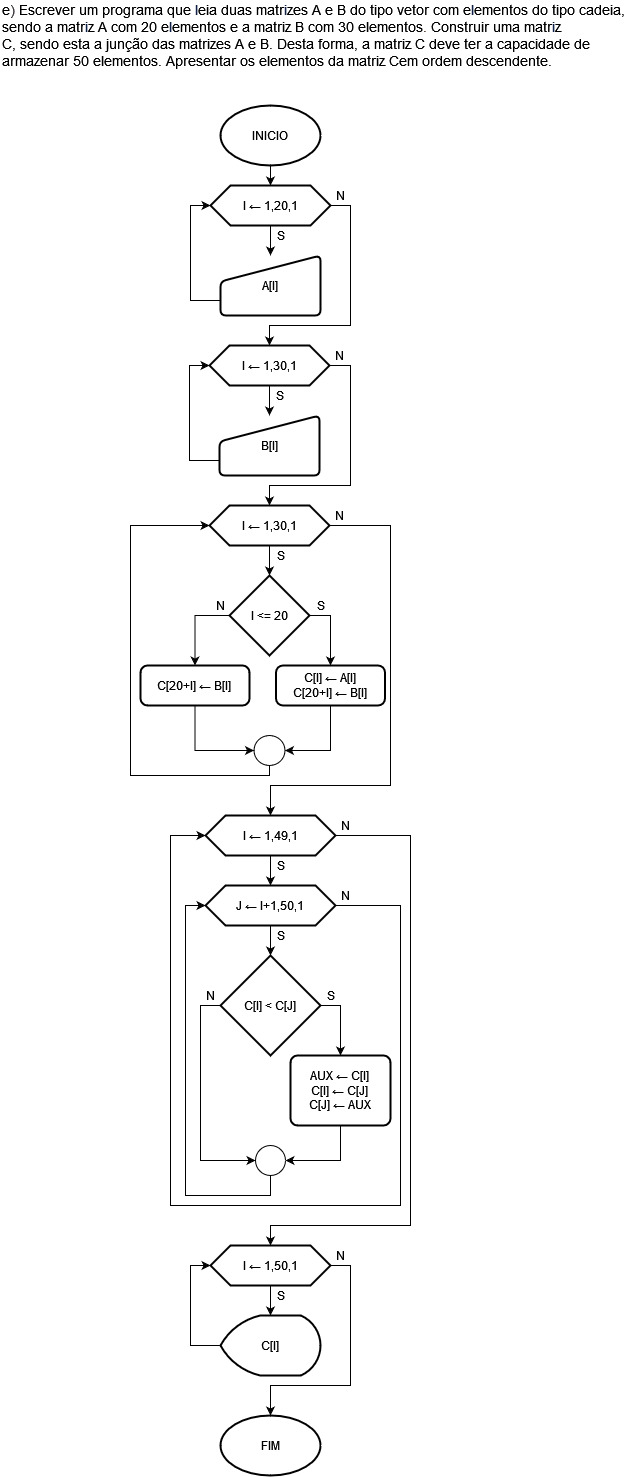 e) Escrever um programa que leia duas matrizes A e B do tipo vetor com elementos do tipo cadeia,
sendo a matriz A com 20 elementos e a matriz B com 30 elementos. Construir uma matriz
C, sendo esta a junção das matrizes A e B. Desta forma, a matriz C deve ter a capacidade de
armazenar 50 elementos. Apresentar os elementos da matriz Cem ordem descendente.
INICIO
I ← 1,20,1
N
S
A[I]
I ← 1,30,1
N
S
B[I]
I ← 1,30,1
N
S
I <= 20
N
S
C[20+I] ← B[I]
C[I] ← A[I]
C[20+I] ← B[I]
I ← 1,49,1
N
S
J ← I+1,50,1
N
S
C[I] < C[J]
N
S
AUX ← C[I]
C[I] ← C[J]
C[J] ← AUX
I ← 1,50,1
N
S
C[I]
FIM